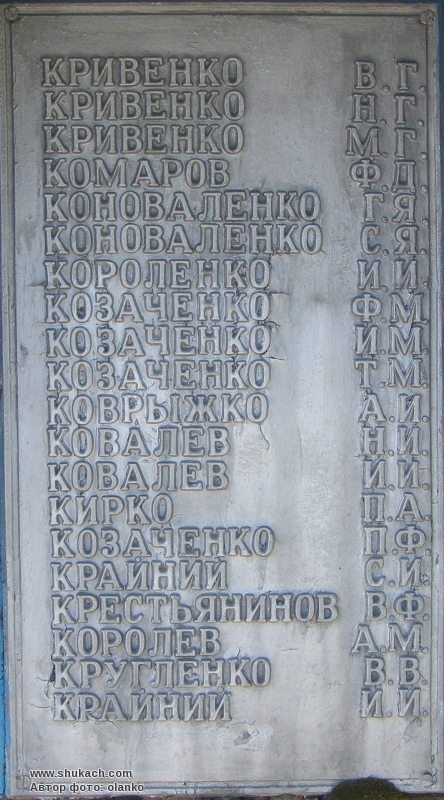 КРИВЕНКО В.Г.
КРИВЕНКО Н.Г.
КРИВЕНКО М.Г.
КОМАРОВ Ф.Д.
КОНОВАЛЕНКО Г.Я.
КОНОВАЛЕНКО С.Я.
КОРОЛЕНКО И.И.
КОЗАЧЕНКО Ф.М.
КОЗАЧЕНКО И.М.
КОЗАЧЕНКО Т.М.
КОВРЫЖКО А.И.
КОВАЛЕВ Н.И.
КОВАЛЕВ И.И.
КИРКО П.А.
КОЗАЧЕНКО П.Ф.
КРАЙНИЙ С.И.
КРЕСТЬЯНИНОВ В.Ф.
КОРОЛЕВ А.М.
КРУГЛЕНКО В.В.
КРАЙНИЙ И.И.
www.shukach.com
Автор фото: olanko